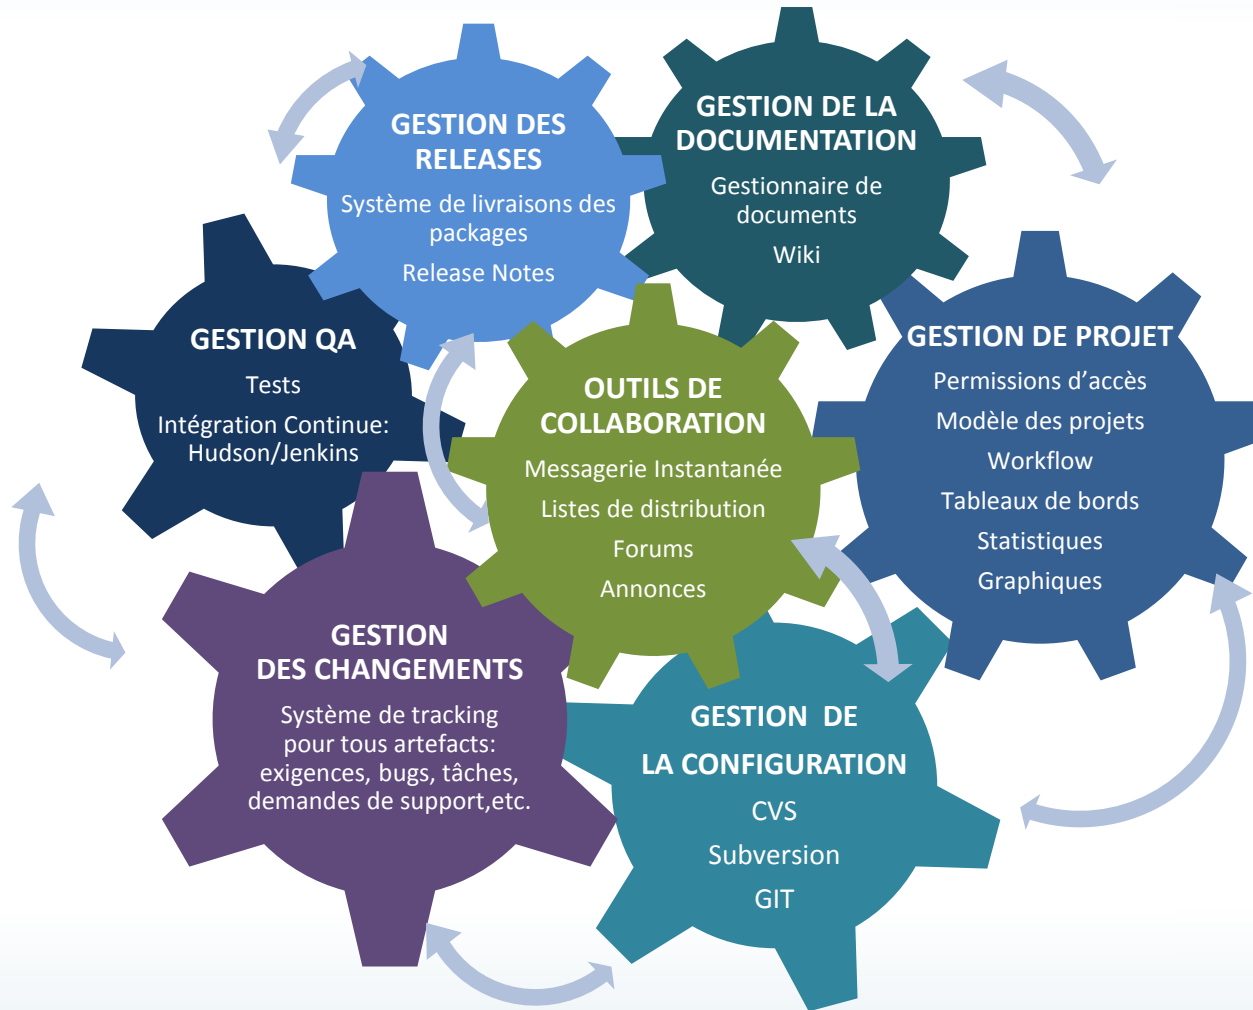 GESTION DES
RELEASES
Système de livraisons des
packages
Release Notes
GESTION DE LA
DOCUMENTATION
Gestionnaire de
documents
Wiki
GESTION QA
Tests
Intégration Continue:
Hudson/Jenkins
OUTILS DE
COLLABORATION
Messagerie Instantanée
Listes de distribution
Forums
Annonces
GESTION DE PROJET
Permissions d’accès
Modèle des projets
Workflow
Tableaux de bords
Statistiques
Graphiques
GESTION
DES CHANGEMENTS
Système de tracking
pour tous artefacts:
exigences, bugs, tâches,
demandes de support,etc.
GESTION  DE
LA CONFIGURATION
CVS
Subversion
GIT